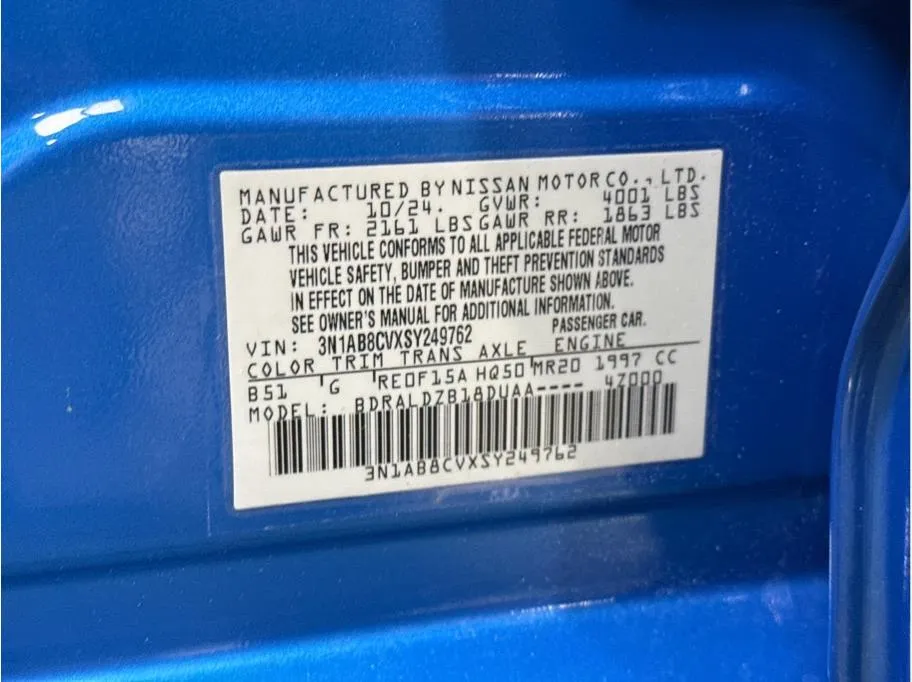 MANUFACTURED BY NISSAN MOTOR CO., LTD.
DATE: 10/24. GVWR: 4001 LBS
GAWR FR: 2161 LBS GAWR RR: 1863 LBS
THIS VEHICLE CONFORMS TO ALL APPLICABLE FEDERAL MOTOR
VEHICLE SAFETY, BUMPER AND THEFT PREVENTION STANDARDS
IN EFFECT ON THE DATE OF MANUFACTURE SHOWN ABOVE.
SEE OWNER'S MANUAL FOR ADDITIONAL INFORMATION.
VIN: 3N1AB8CVXSY249762 PASSENGER CAR.
COLOR TRIM TRANS AXLE ENGINE
B51 G RE0F15A HQ50 MR20 1997 CC
MODEL: BDRALDZB18DUAA---- 4Z000
3N1AB8CVXSY249762